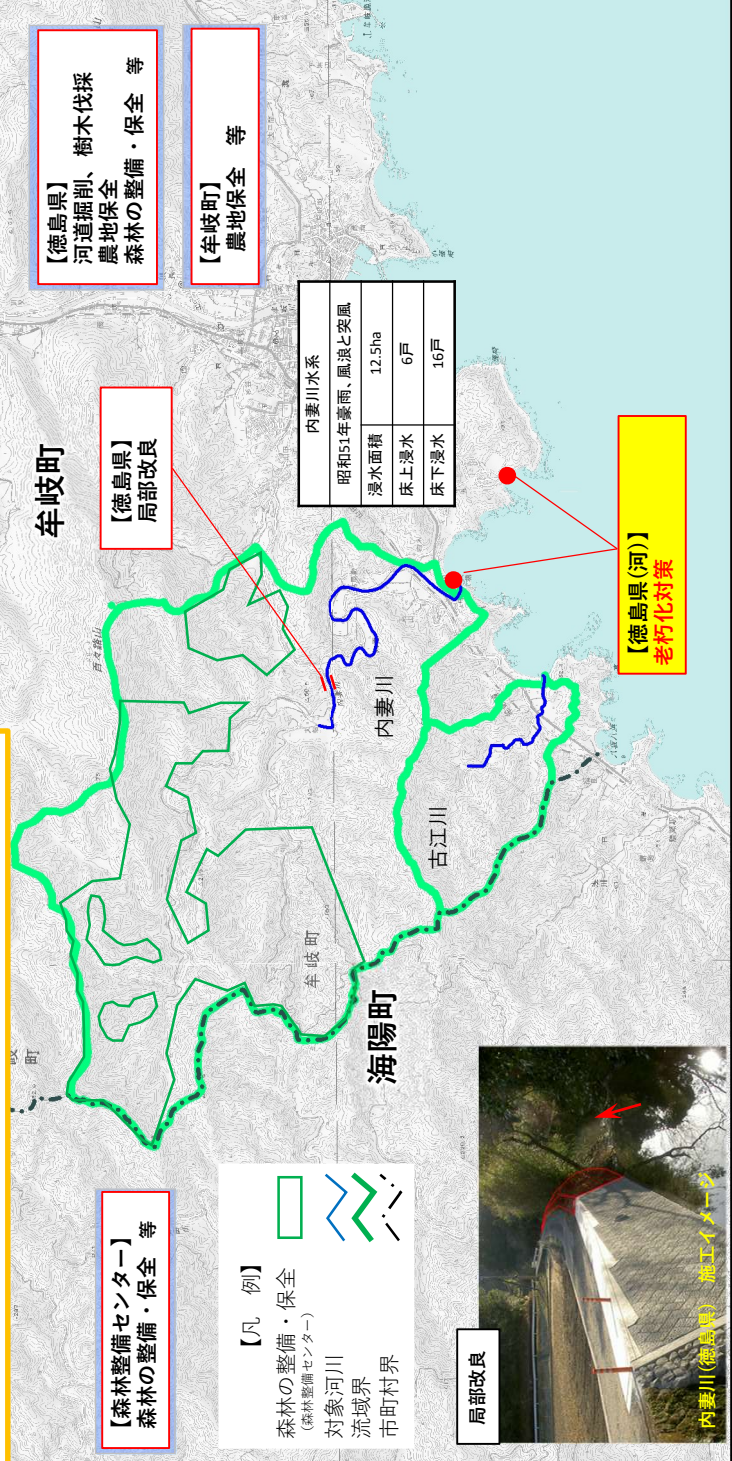 【森林整備センター】
森林の整備・保全　等
【徳島県】
河道掘削、樹木伐採
農地保全
森林の整備・保全　等
【牟岐町】
農地保全　等
牟岐町
【徳島県】
局部改良
内妻川水系
昭和51年豪雨、風浪と突風
浸水面積　12.5ha
床上浸水　6戸
床下浸水　16戸
内妻川
古江川
牟岐町
海陽町
【徳島県(河)】
老朽化対策
【凡　例】
森林の整備・保全
(森林整備センター)
対象河川
流域界
市町村界
局部改良
内妻川(徳島県)　施工イメージ